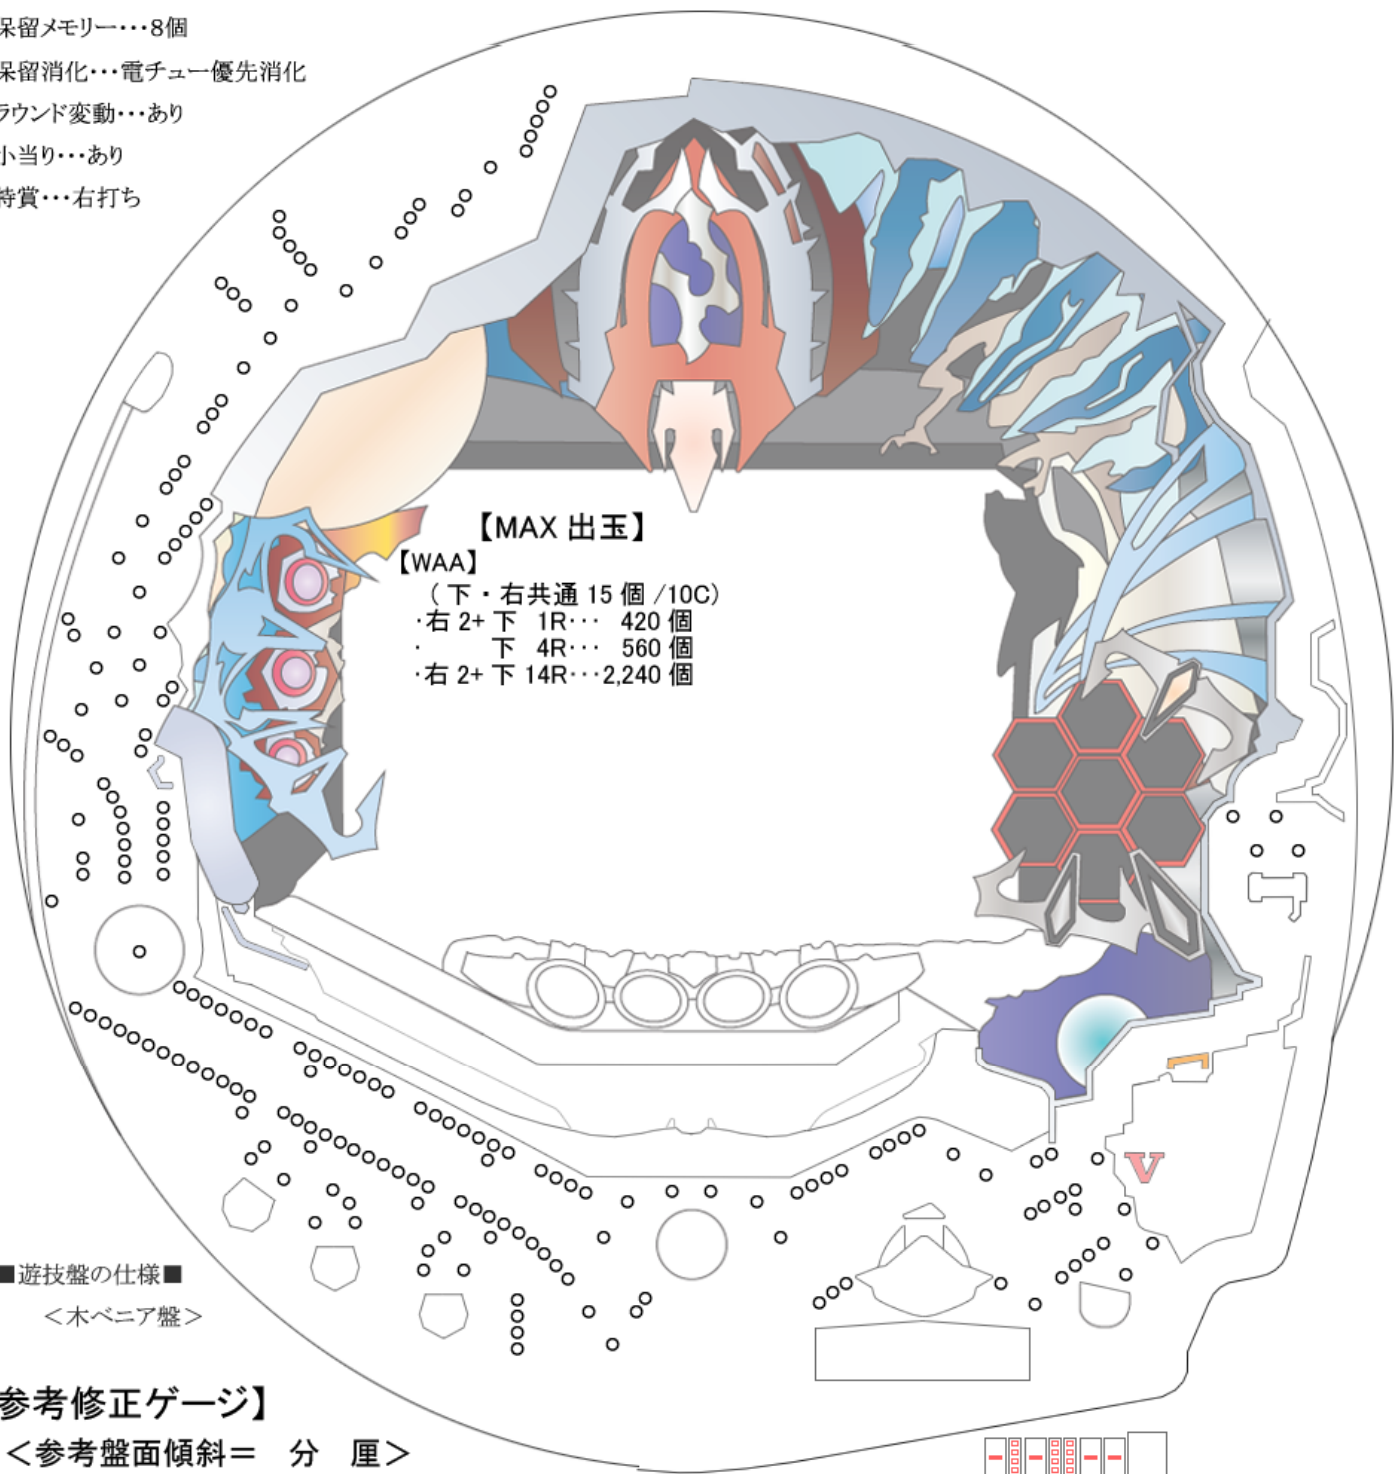 保留メモリー･･･8個
保留消化･･･電チュー優先消化
ラウンド変動･･･あり
小当り･･･あり
特賞･･･右打ち
【MAX 出玉】
【WAA】
(下・右共通 15 個 /10C)
･右 2+ 下 1R･･･ 420 個
･ 下 4R･･･ 560 個
･右 2+ 下 14R･･･2,240 個
V
■遊技盤の仕様■
＜木ベニア盤＞
参考修正ゲージ】
＜参考盤面傾斜＝ 分 厘＞